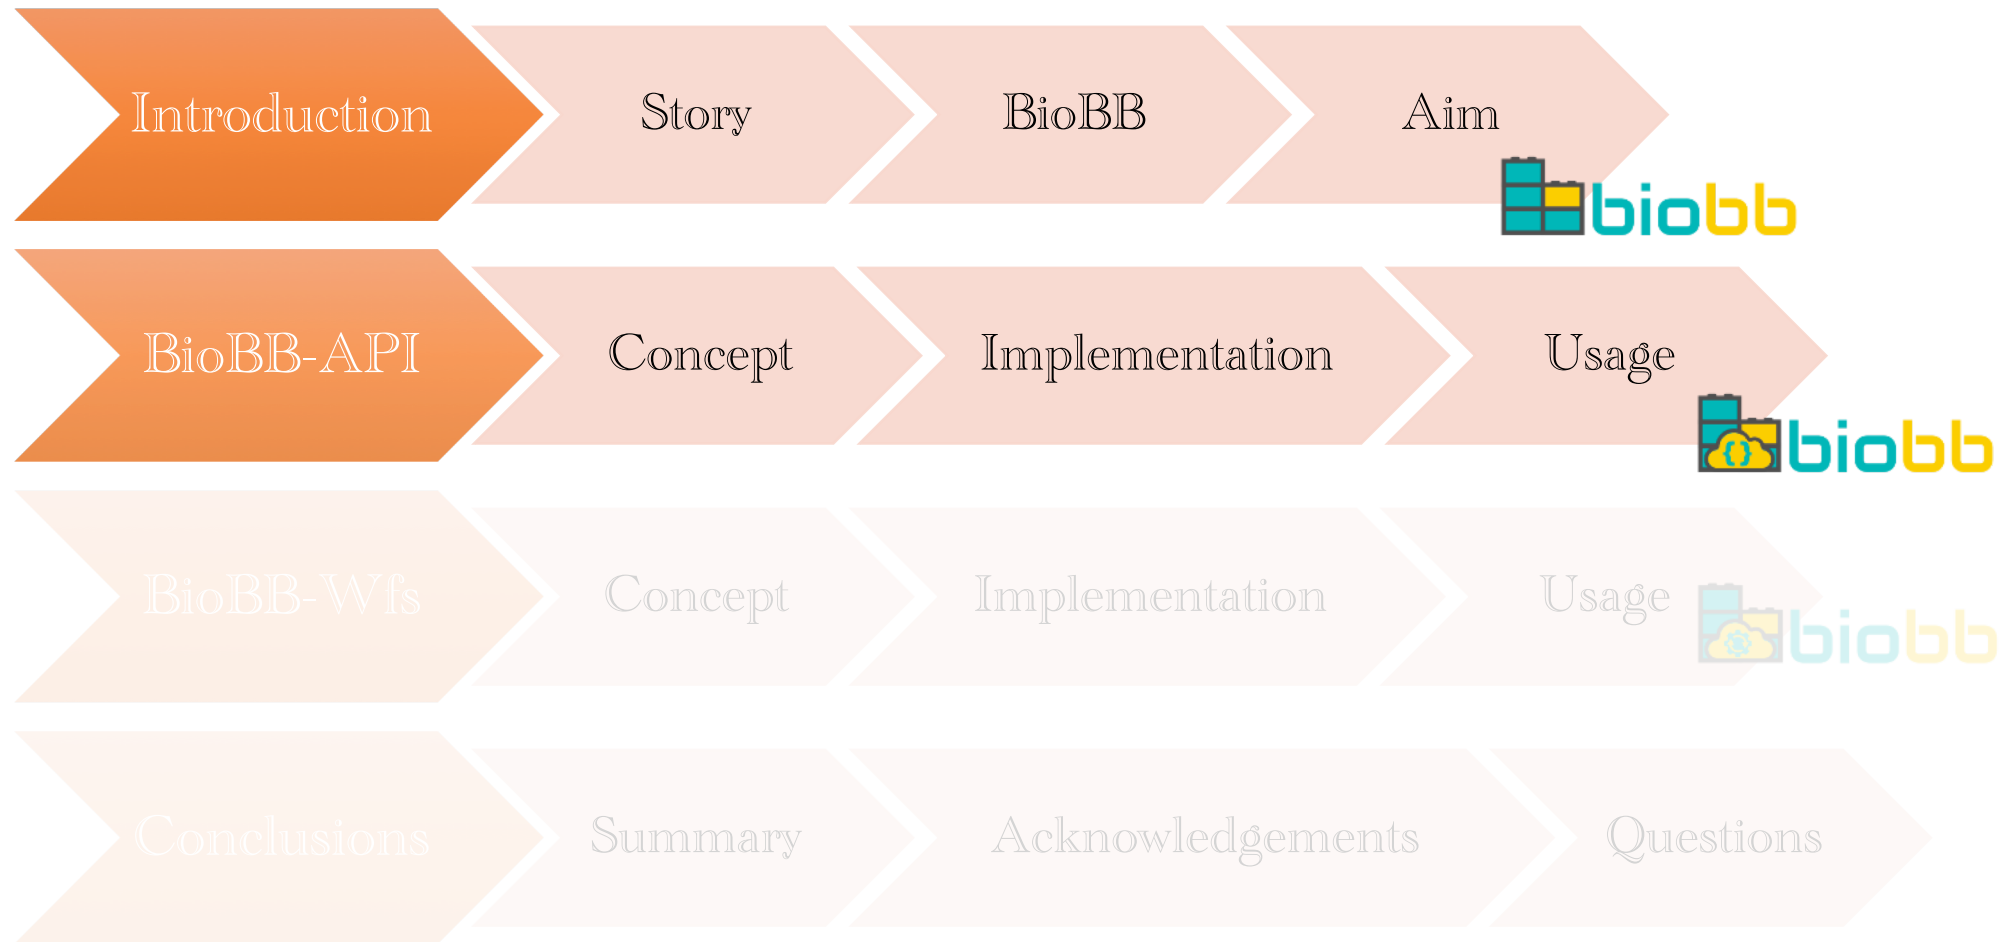 Introduction
Story
BioBB
Aim
biobb
BioBB-API
Concept
Implementation
Usage
{}
biobb
BioBB-Wfs
Concept
Implementation
Usage
biobb
Conclusions
Summary
Acknowledgements
Questions